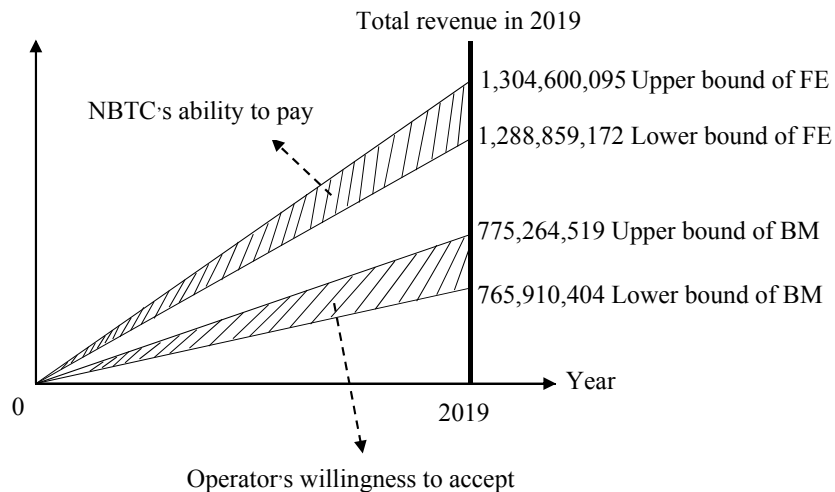 Total revenue in 2019
1,304,600,095 Upper bound of FE
NBTC's ability to pay
1,288,859,172 Lower bound of FE
775,264,519 Upper bound of BM
765,910,404 Lower bound of BM
Year
0
2019
Operator's willingness to accept